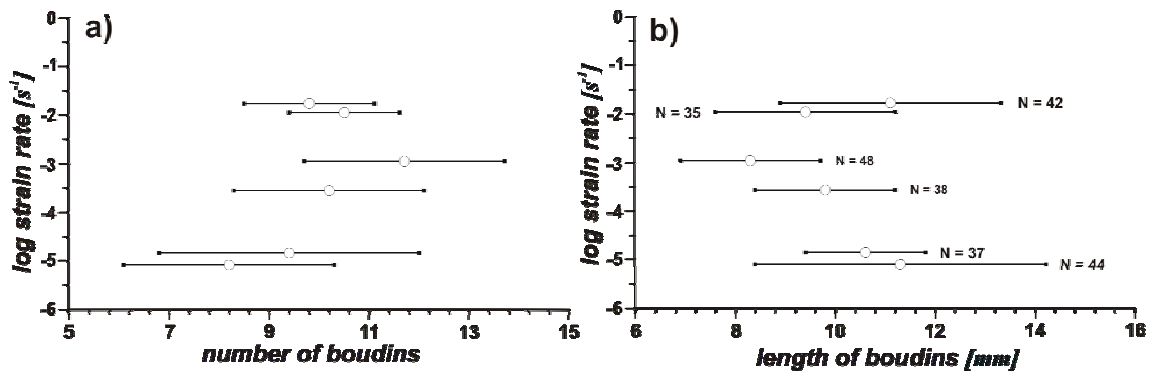 a)
log strain rate [s⁻¹]
0
-1
-2
-3
-4
-5
-6
5 7 9 11 13 15
number of boudins
b)
log strain rate [s⁻¹]
0
-1
-2
-3
-4
-5
-6
N = 42
N = 35
N = 48
N = 38
N = 37
N = 44
6 8 10 12 14 16
length of boudins [mm]